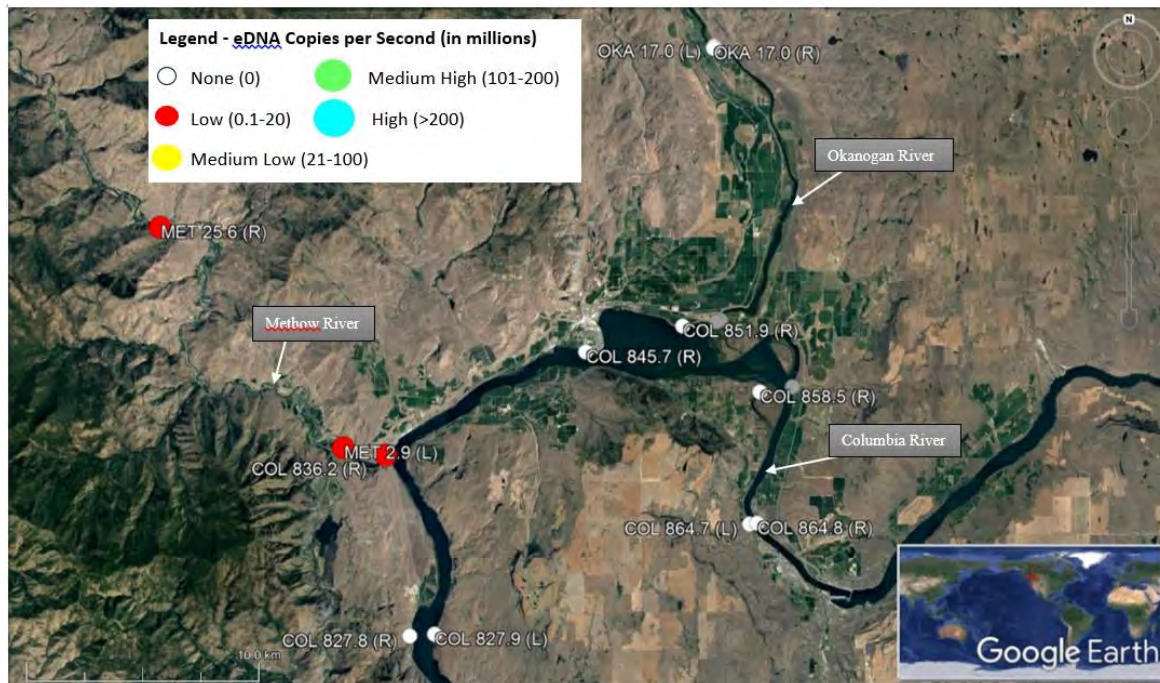 Legend - eDNA Copies per Second (in millions)
None (0)
Medium High (101-200)
Low (0.1-20)
High (>200)
Medium Low (21-100)
N
OKA 17.0 (L)
OKA 17.0 (R)
Okanogan River
MET 25.6 (R)
Methow River
COL 851.9 (R)
COL 845.7 (R)
COL 858.5 (R)
Columbia River
MET 2.9 (L)
COL 836.2 (R)
COL 864.7 (L)
COL 864.8 (R)
COL 827.8 (R)
COL 827.9 (L)
10.0 km
Google Earth